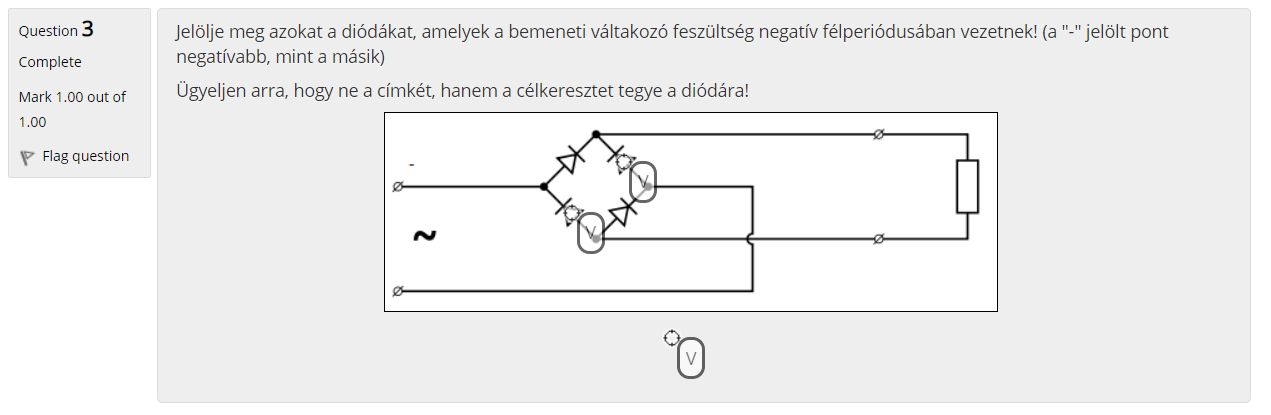 Question 3
Complete
Mark 1.00 out of
1.00
Flag question
Jelölje meg azokat a diódákat, amelyek a bemeneti váltakozó feszültség negatív félperiódusában vezetnek! (a "-" jelölt pont
negatívabb, mint a másik)
Ügyeljen arra, hogy ne a címkét, hanem a célkeresztet tegye a diódára!
-
V
V
~
V